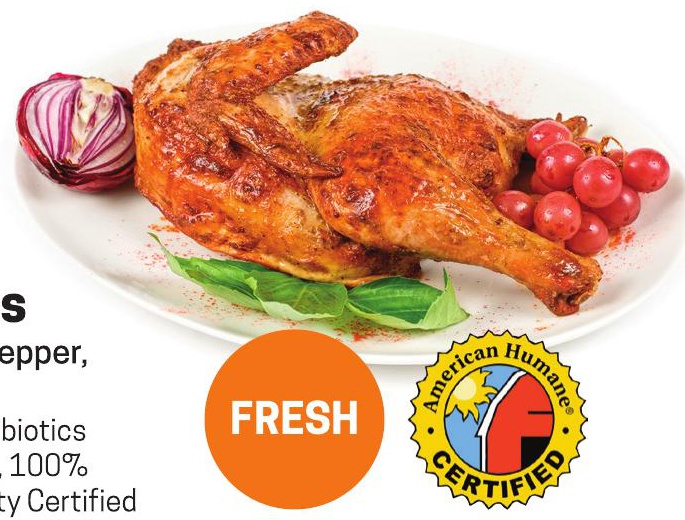 s
epper,
biotics
, 100%
ty Certified
FRESH
American Humane®
CERTIFIED